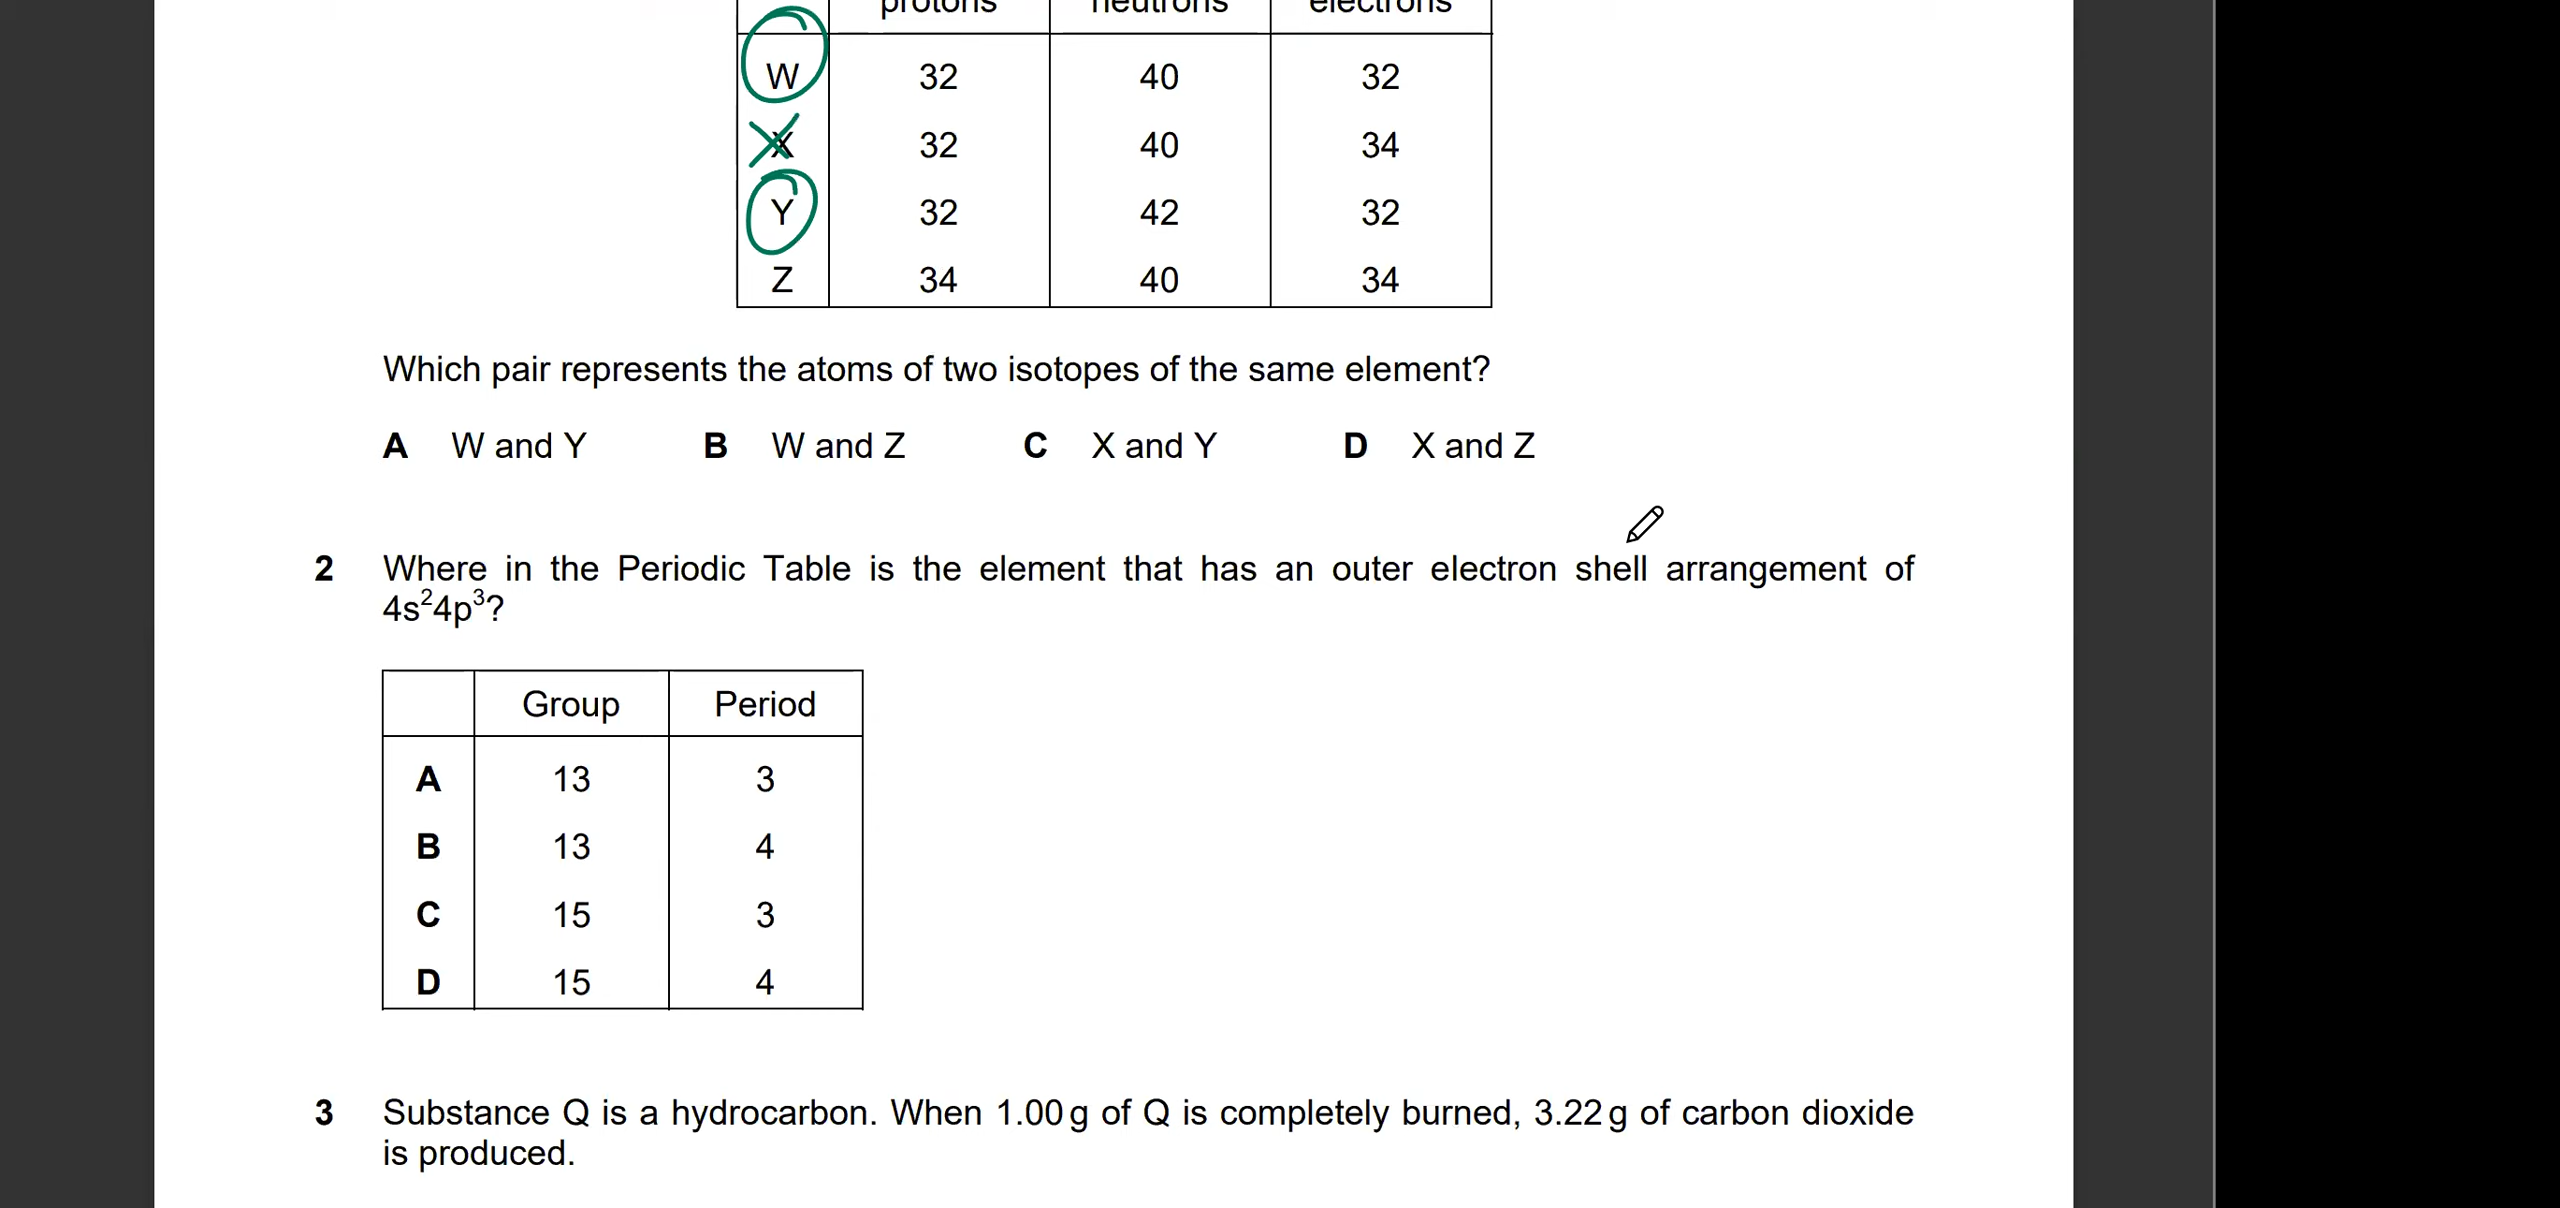 protons neutrons electrons
W 32 40 32
X 32 40 34
Y 32 42 32
Z 34 40 34
Which pair represents the atoms of two isotopes of the same element?
A W and Y B W and Z C X and Y D X and Z
2 Where in the Periodic Table is the element that has an outer electron shell arrangement of
4s²4p³?
Group Period
A 13 3
B 13 4
C 15 3
D 15 4
3 Substance Q is a hydrocarbon. When 1.00 g of Q is completely burned, 3.22 g of carbon dioxide
is produced.